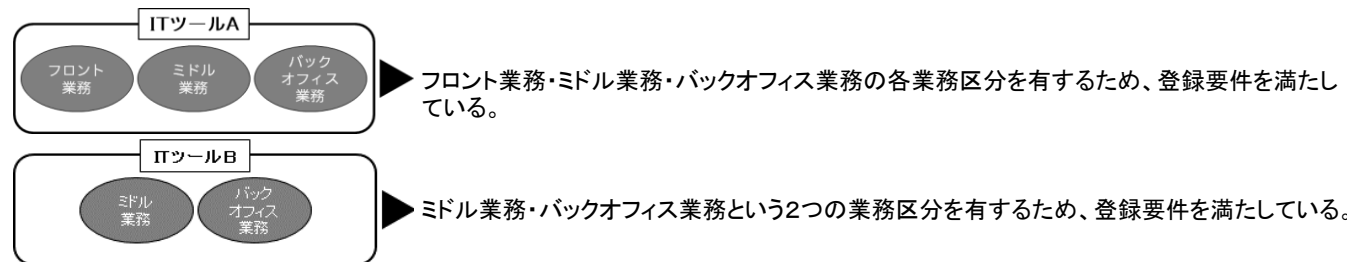 ITツールA
フロント
業務
ミドル
業務
バック
オフィス
業務
フロント業務・ミドル業務・バックオフィス業務の各業務区分を有するため、登録要件を満たし
ている。
ITツールB
ミドル
業務
バック
オフィス
業務
ミドル業務・バックオフィス業務という2つの業務区分を有するため、登録要件を満たしている。